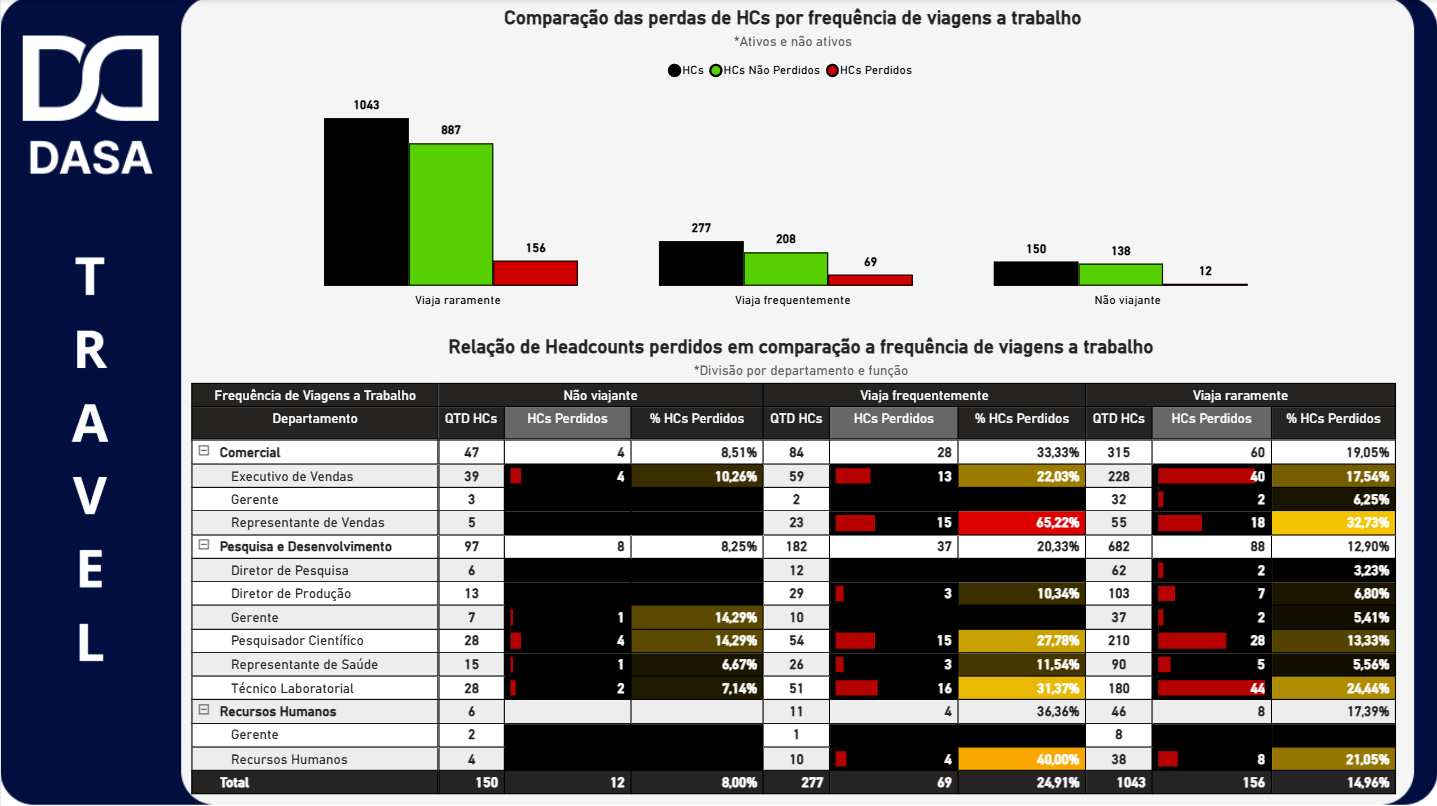 DASA
T
R
A
V
E
L
Comparação das perdas de HCs por frequência de viagens a trabalho
*Ativos e não ativos
HCs HCs Não Perdidos HCs Perdidos
1043 887 156
277 208 69
150 138 12
Viaja raramente Viaja frequentemente Não viajante
Relação de Headcounts perdidos em comparação a frequência de viagens a trabalho
*Divisão por departamento e função
Frequência de Viagens a Trabalho Não viajante Viaja frequentemente Viaja raramente
Departamento QTD HCs HCs Perdidos % HCs Perdidos QTD HCs HCs Perdidos % HCs Perdidos QTD HCs HCs Perdidos % HCs Perdidos
Comercial 47 4 8,51% 84 28 33,33% 315 60 19,05%
Executivo de Vendas 39 4 10,26% 59 13 22,03% 228 40 17,54%
Gerente 3 2 32 2 6,25%
Representante de Vendas 5 23 15 65,22% 55 18 32,73%
Pesquisa e Desenvolvimento 97 8 8,25% 182 37 20,33% 682 88 12,90%
Diretor de Pesquisa 6 12 62 2 3,23%
Diretor de Produção 13 29 3 10,34% 103 7 6,80%
Gerente 7 1 14,29% 10 37 2 5,41%
Pesquisador Científico 28 4 14,29% 54 15 27,78% 210 28 13,33%
Representante de Saúde 15 1 6,67% 26 3 11,54% 90 5 5,56%
Técnico Laboratorial 28 2 7,14% 51 16 31,37% 180 44 24,44%
Recursos Humanos 6 11 4 36,36% 46 8 17,39%
Gerente 2 1 8
Recursos Humanos 4 10 4 40,00% 38 8 21,05%
Total 150 12 8,00% 277 69 24,91% 1043 156 14,96%